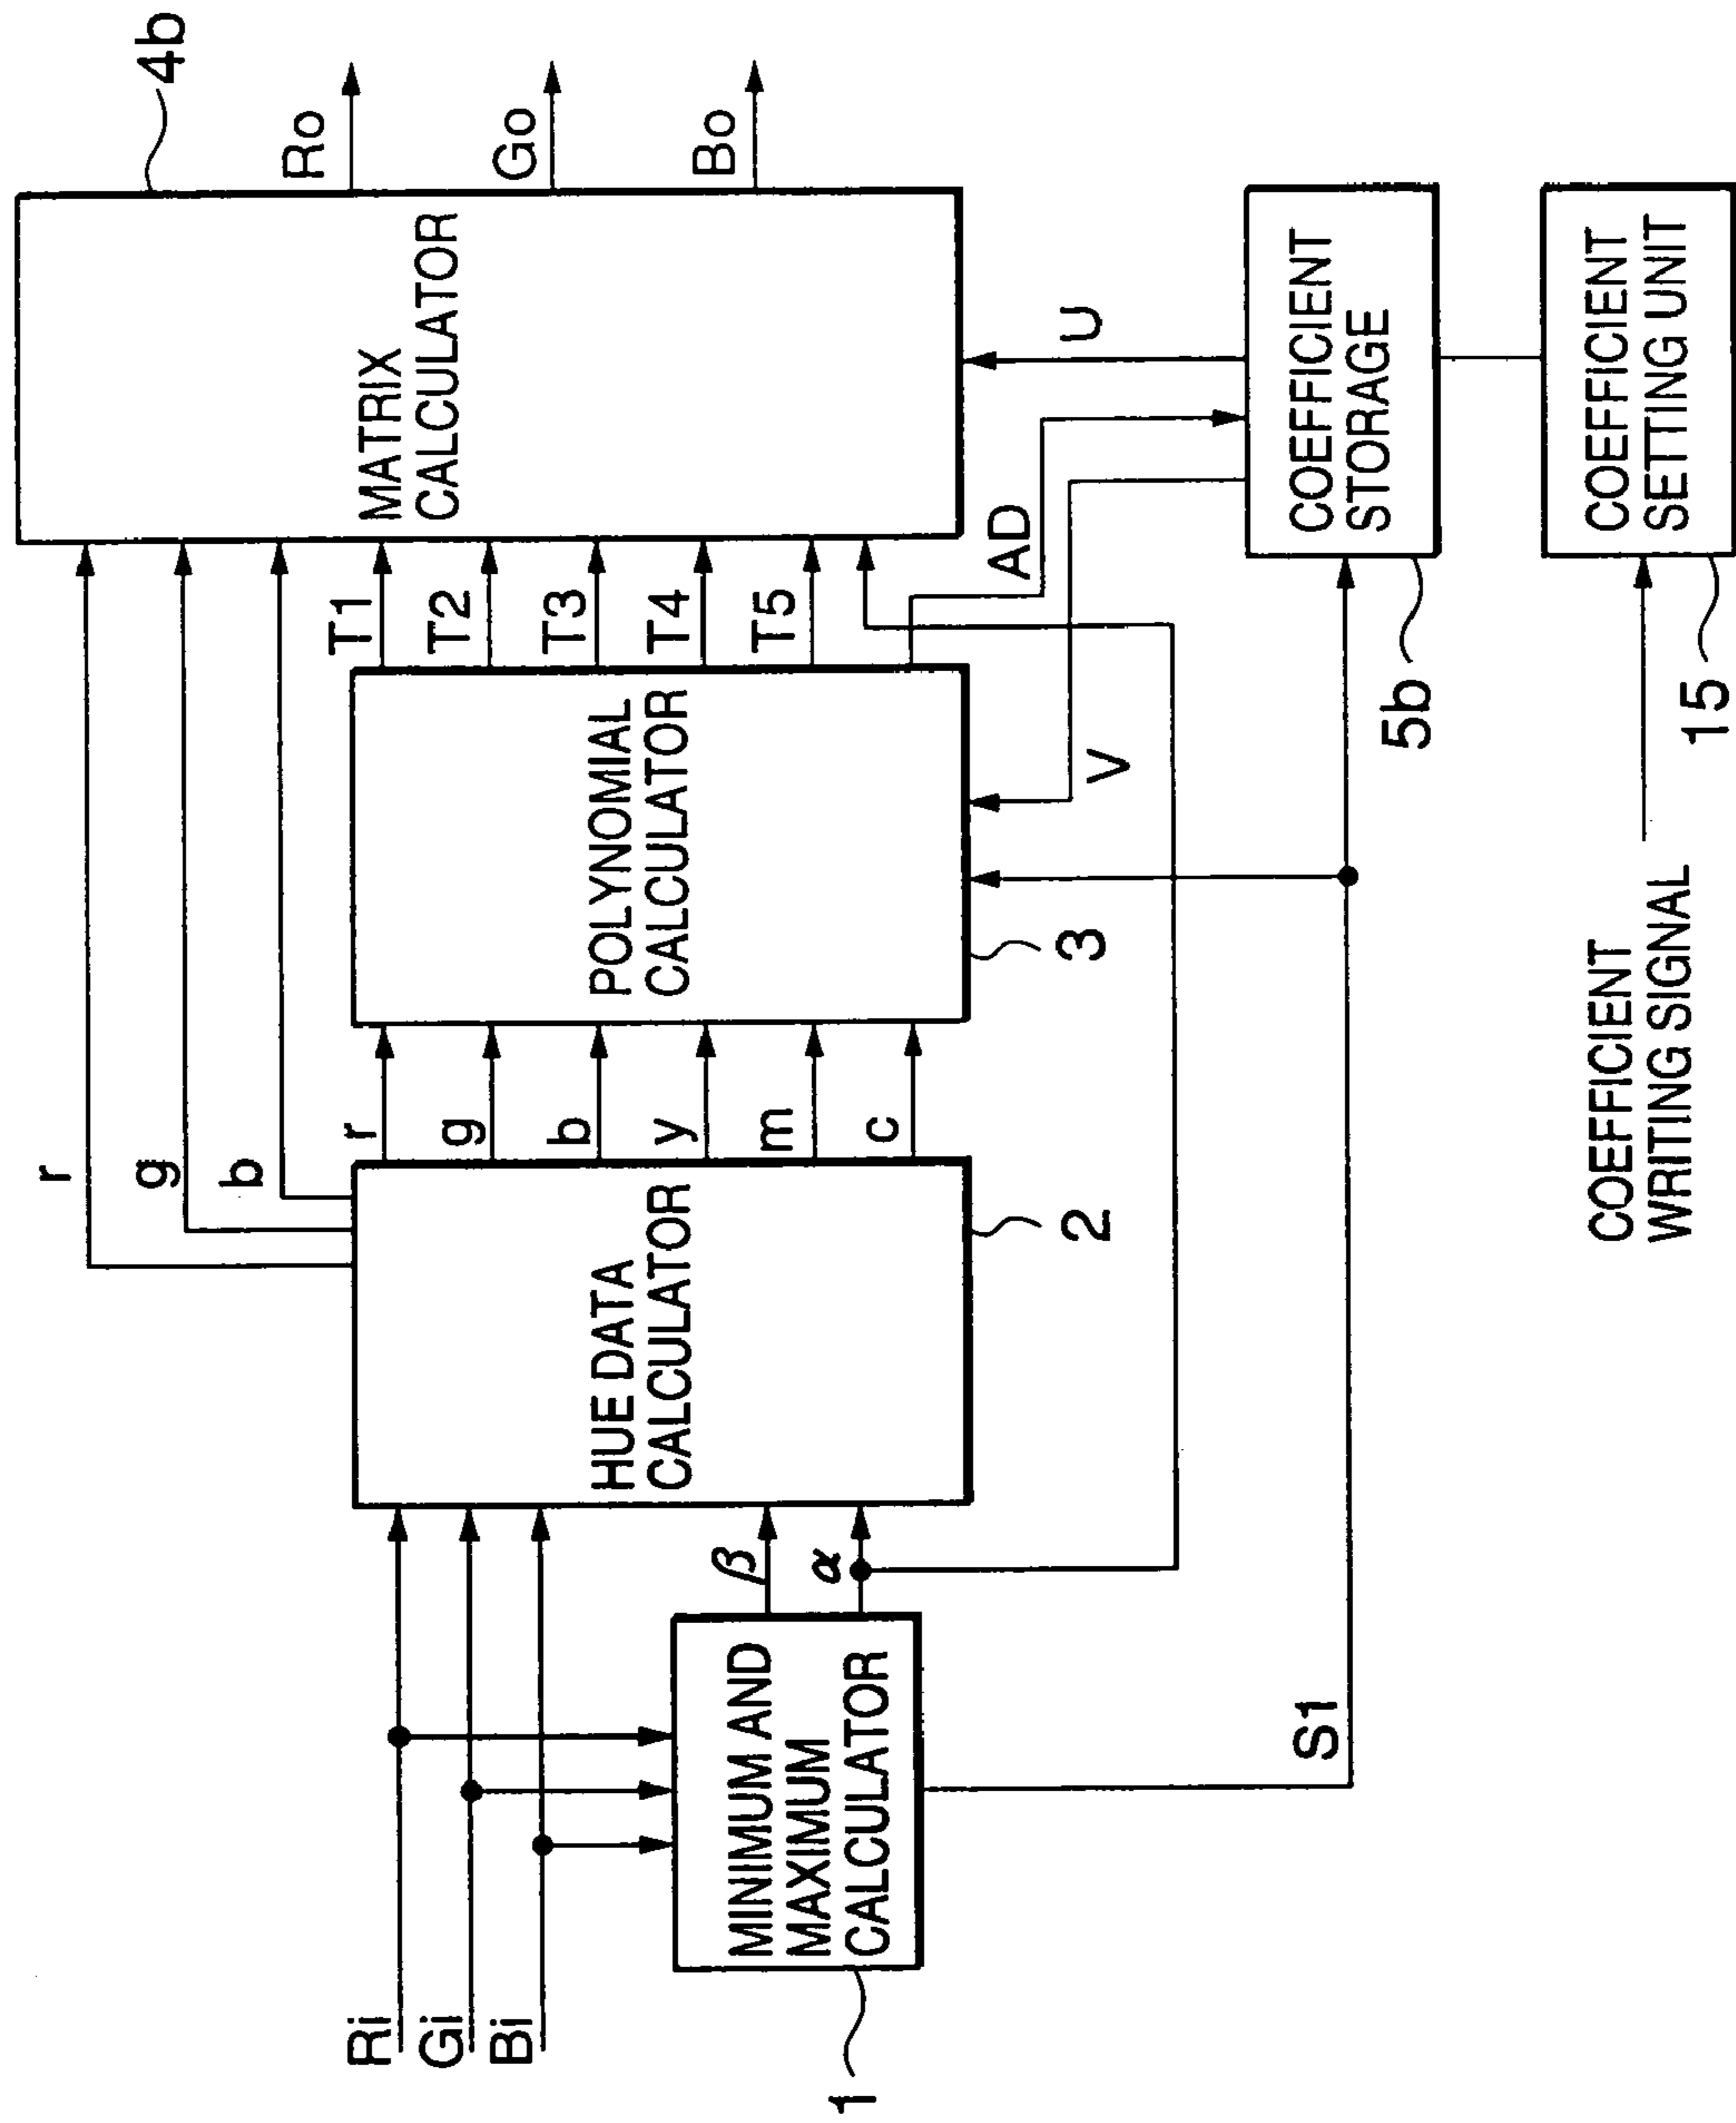 Ri
Gi
Bi
1
MINIMUM AND
MAXIMUM
CALCULATOR
β
α
S1
HUE DATA
CALCULATOR
2
r
g
b
r
g
b
y
m
c
POLYNOMIAL
CALCULATOR
3
T1
T2
T3
T4
T5
AD
V
U
MATRIX
CALCULATOR
4b
Ro
Go
Bo
COEFFICIENT
STORAGE
5b
COEFFICIENT
WRITING SIGNAL
COEFFICIENT
SETTING UNIT
15